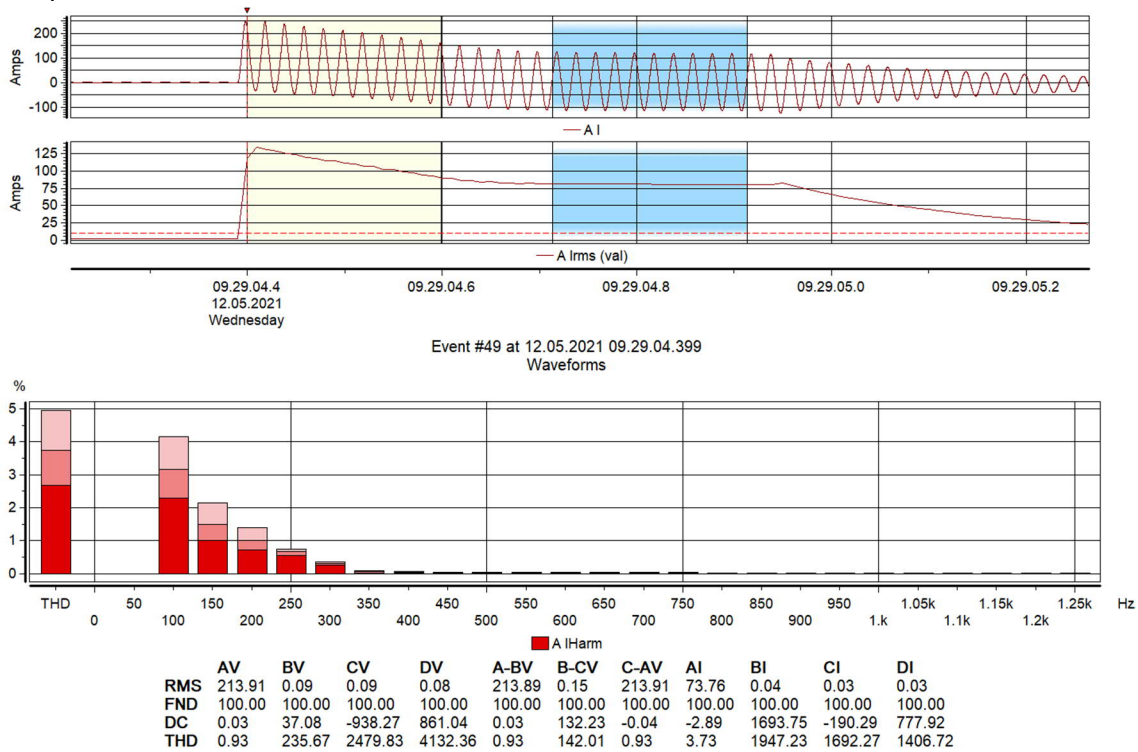 Amps
200
100
0
-100
A I
Amps
125
100
75
50
25
0
A Irms (val)
09.29.04.4 09.29.04.6 09.29.04.8 09.29.05.0 09.29.05.2
12.05.2021
Wednesday
Event #49 at 12.05.2021 09.29.04.399
Waveforms
%
5
4
3
2
1
0
THD 50 150 250 350 450 550 650 750 850 950 1.05k 1.15k 1.25k Hz
0 100 200 300 400 500 600 700 800 900 1.k 1.1k 1.2k
A IHarm
AV BV CV DV A-BV B-CV C-AV AI BI CI DI
RMS 213.91 0.09 0.09 0.08 213.89 0.15 213.91 73.76 0.04 0.03 0.03
FND 100.00 100.00 100.00 100.00 100.00 100.00 100.00 100.00 100.00 100.00 100.00
DC 0.03 37.08 -938.27 861.04 0.03 132.23 -0.04 -2.89 1693.75 -190.29 777.92
THD 0.93 235.67 2479.83 4132.36 0.93 142.01 0.93 3.73 1947.23 1692.27 1406.72